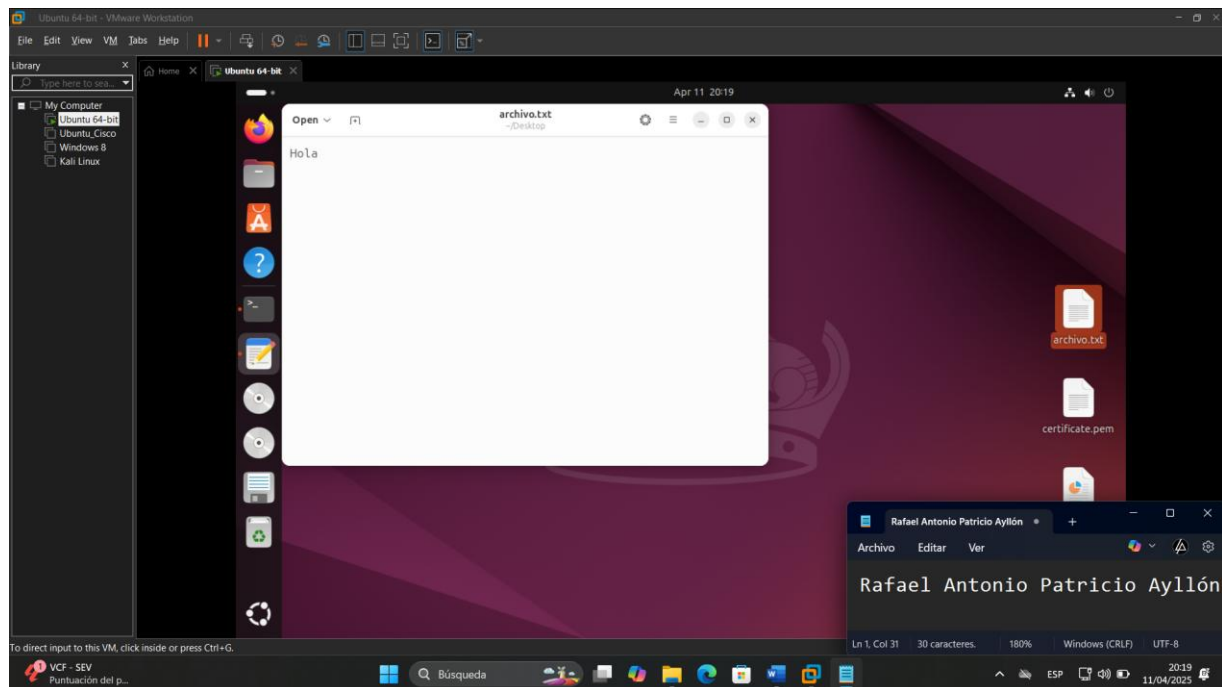 Ubuntu 64-bit - VMware Workstation
File Edit View VM Tabs Help
Library
Type here to sea...
Home
Ubuntu 64-bit
My Computer
Ubuntu 64-bit
Ubuntu_Cisco
Windows 8
Kali Linux
Apr 11 20:19
Open
archivo.txt
~/Desktop
Hola
archivo.txt
certificate.pem
Rafael Antonio Patricio Ayllón
Archivo Editar Ver
Rafael Antonio Patricio Ayllón
Ln 1, Col 31 30 caracteres. 180% Windows (CRLF) UTF-8
To direct input to this VM, click inside or press Ctrl+G.
1
VCF - SEV
Puntuación del p...
Búsqueda
ESP
20:19
11/04/2025